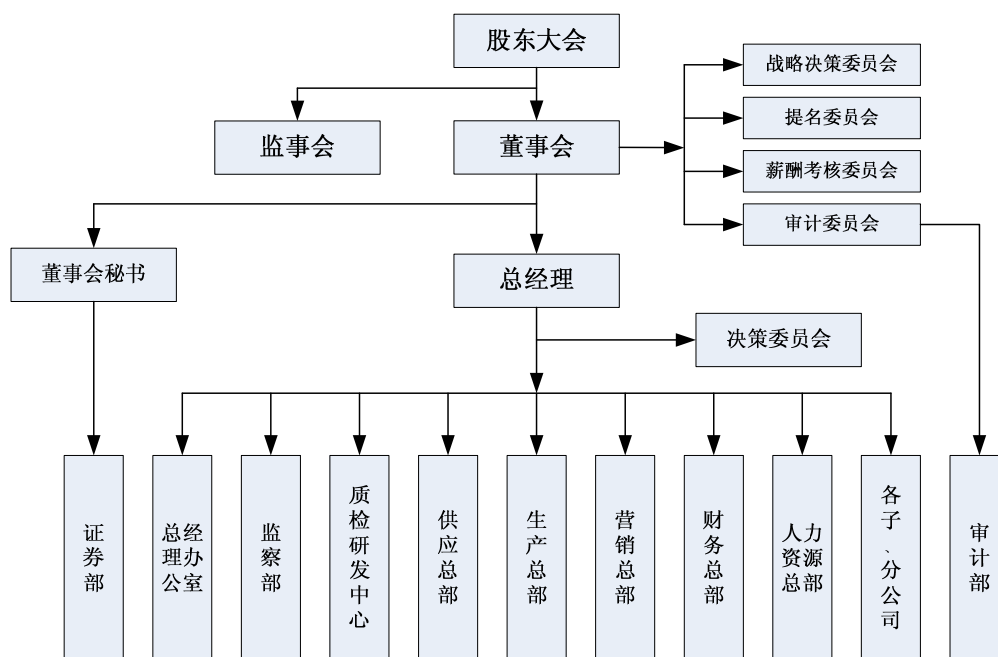 股东大会
战略决策委员会
提名委员会
监事会
董事会
薪酬考核委员会
审计委员会
董事会秘书
总经理
决策委员会
证券部
总经理办公室
监察部
质检研发中心
供应总部
生产总部
营销总部
财务总部
人力资源总部
各子、分公司
审计部